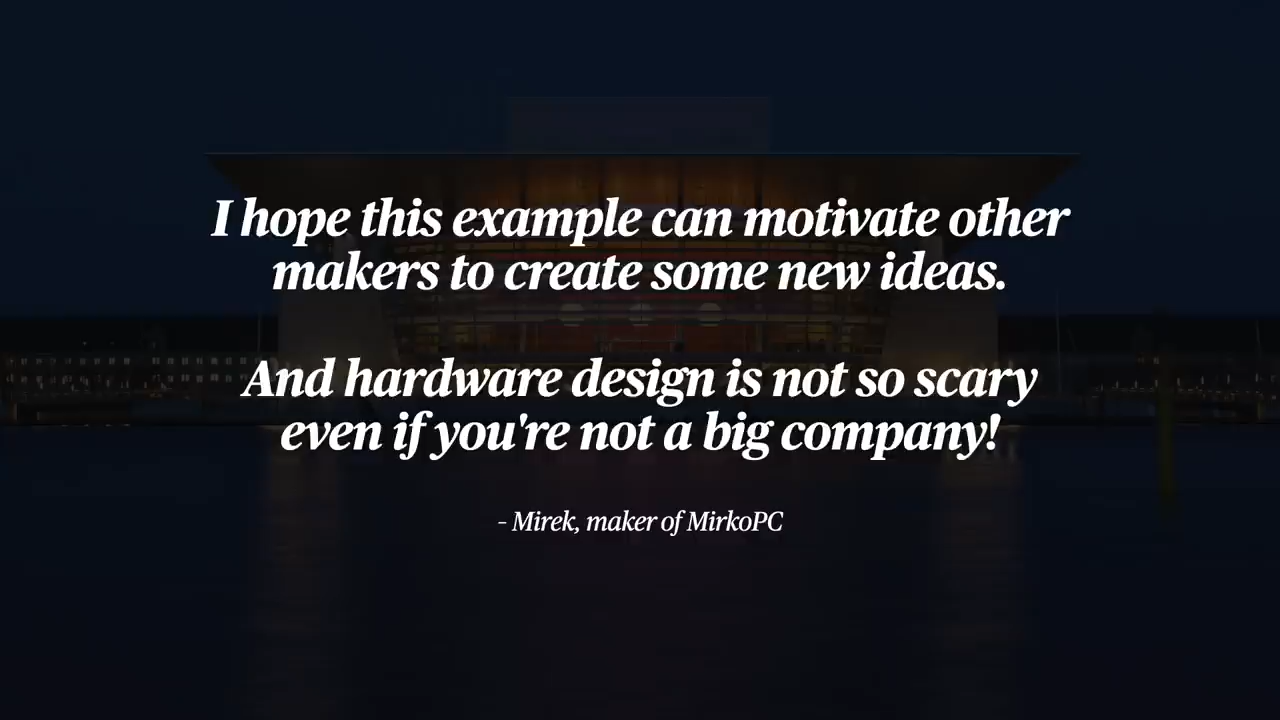 I hope this example can motivate other
makers to create some new ideas.
And hardware design is not so scary
even if you're not a big company!
- Mirek, maker of MirkoPC